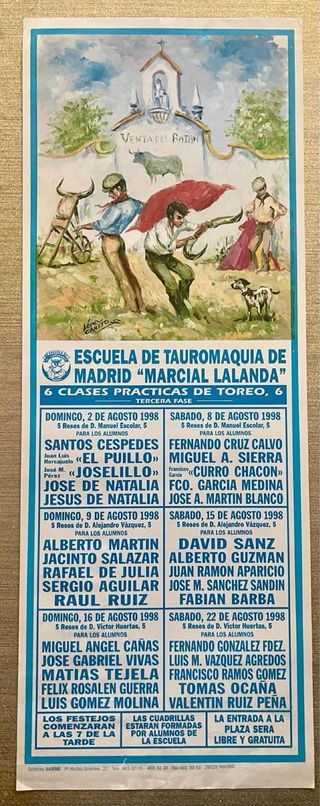 VENTA DEL BATAN
ESCUELA DE TAUROMAQUIA DE
MADRID "MARCIAL LALANDA"
6 CLASES PRACTICAS DE TOREO, 6
TERCERA FASE
DOMINGO, 2 DE AGOSTO 1998
5 Reses de D. Manuel Escolar, 5
PARA LOS ALUMNOS
SANTOS CESPEDES
Juan Luis Horcajuelo «EL PUILLO»
José M. Pérez «JOSELILLO»
JOSE DE NATALIA
JESUS DE NATALIA
SABADO, 8 DE AGOSTO 1998
5 Reses de D. Manuel Escolar, 5
PARA LOS ALUMNOS
FERNANDO CRUZ CALVO
MIGUEL A. SIERRA
Francisco García «CURRO CHACON»
FCO. GARCIA MEDINA
JOSE A. MARTIN BLANCO
DOMINGO, 9 DE AGOSTO 1998
5 Reses de D. Alejandro Vázquez, 5
PARA LOS ALUMNOS
ALBERTO MARTIN
JACINTO SALAZAR
RAFAEL DE JULIA
SERGIO AGUILAR
RAUL RUIZ
SABADO, 15 DE AGOSTO 1998
5 Reses de D. Alejandro Vázquez, 5
PARA LOS ALUMNOS
DAVID SANZ
ALBERTO GUZMAN
JUAN RAMON APARICIO
JOSE M. SANCHEZ SANDIN
FABIAN BARBA
DOMINGO, 16 DE AGOSTO 1998
5 Reses de D. Victor Huertas, 5
PARA LOS ALUMNOS
MIGUEL ANGEL CAÑAS
JOSE GABRIEL VIVAS
MATIAS TEJELA
FELIX ROSALEN GUERRA
LUIS GOMEZ MOLINA
SABADO, 22 DE AGOSTO 1998
5 Reses de D. Victor Huertas, 5
PARA LOS ALUMNOS
FERNANDO GONZALEZ FDEZ.
LUIS M. VAZQUEZ AGREDOS
FRANCISCO RAMOS GOMEZ
TOMAS OCAÑA
VALENTIN RUIZ PEÑA
LOS FESTEJOS
COMENZARAN
A LAS 7 DE LA
TARDE
LAS CUADRILLAS
ESTARAN FORMADAS
POR ALUMNOS DE
LA ESCUELA
LA ENTRADA A LA
PLAZA SERA
LIBRE Y GRATUITA